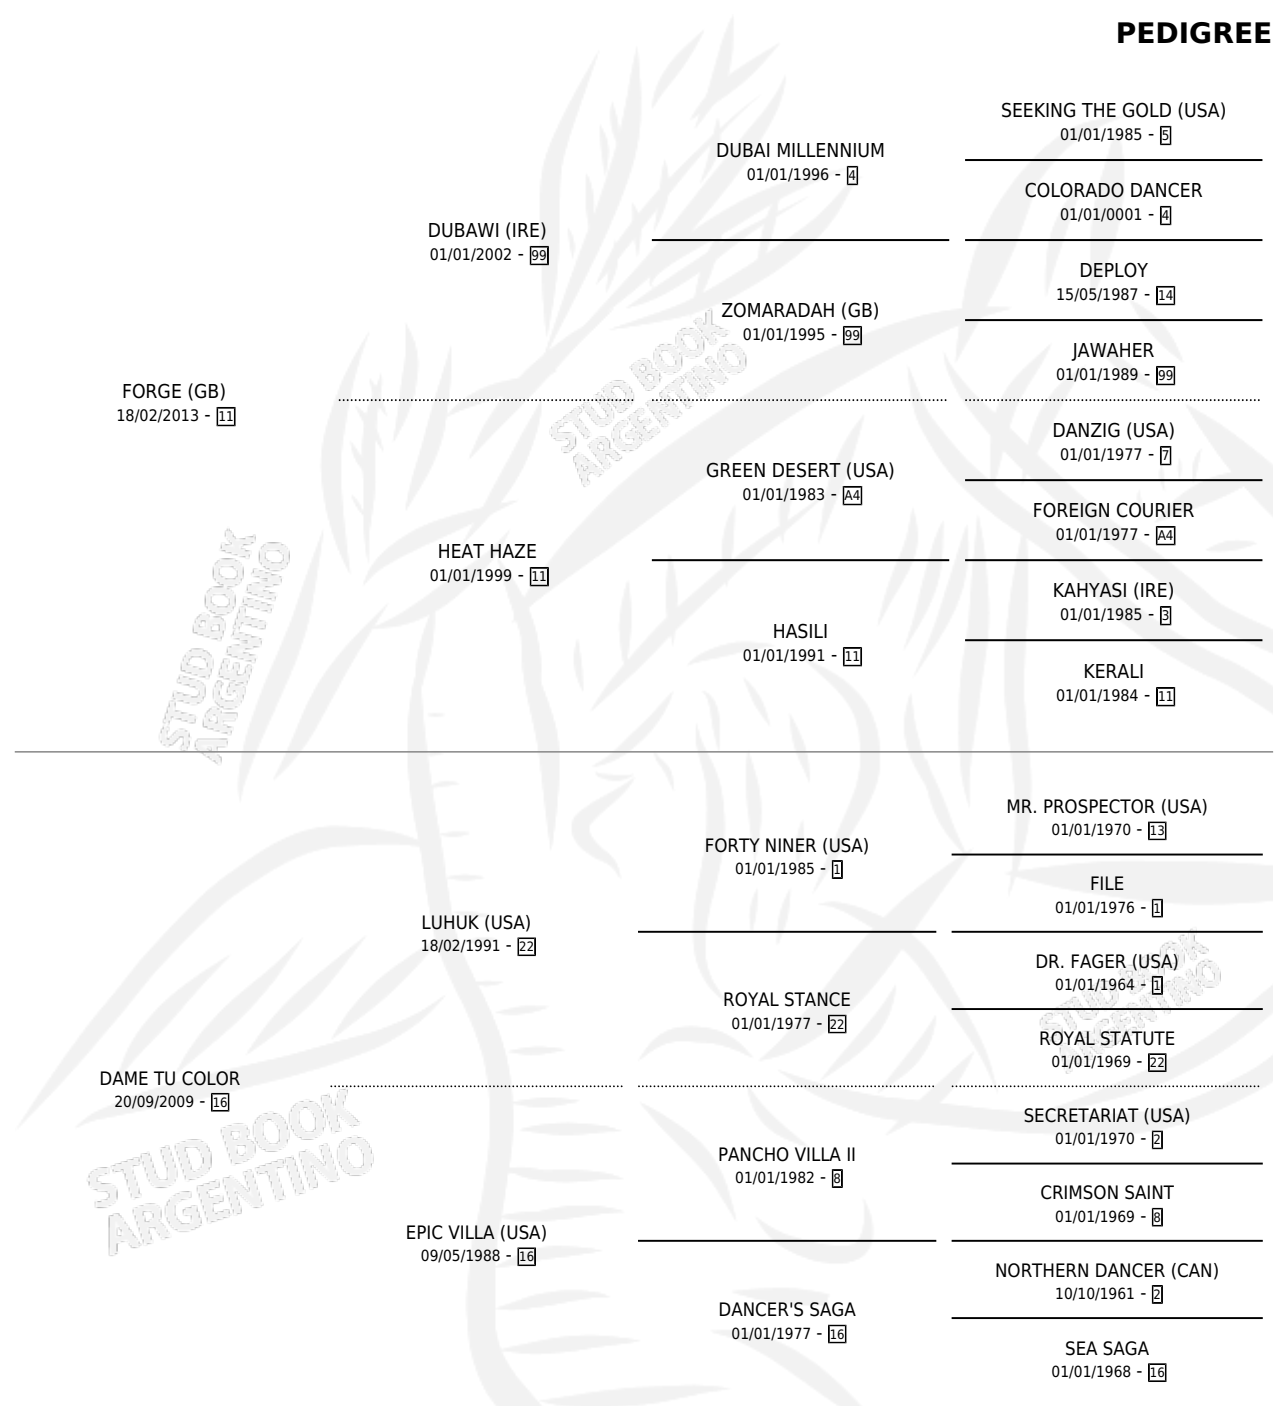 PEDIGREE
SEEKING THE GOLD (USA)
01/01/1985 - 5
DUBAI MILLENNIUM
01/01/1996 - 4
COLORADO DANCER
01/01/0001 - 4
DUBAWI (IRE)
01/01/2002 - 99
DEPLOY
15/05/1987 - 14
ZOMARADAH (GB)
01/01/1995 - 99
JAWAHER
01/01/1989 - 99
FORGE (GB)
18/02/2013 - 11
DANZIG (USA)
01/01/1977 - 7
GREEN DESERT (USA)
01/01/1983 - A4
FOREIGN COURIER
01/01/1977 - A4
HEAT HAZE
01/01/1999 - 11
KAHYASI (IRE)
01/01/1985 - 3
HASILI
01/01/1991 - 11
KERALI
01/01/1984 - 11
MR. PROSPECTOR (USA)
01/01/1970 - 13
FORTY NINER (USA)
01/01/1985 - 1
FILE
01/01/1976 - 1
LUHUK (USA)
18/02/1991 - 22
DR. FAGER (USA)
01/01/1964 - 1
ROYAL STANCE
01/01/1977 - 22
ROYAL STATUTE
01/01/1969 - 22
DAME TU COLOR
20/09/2009 - 16
SECRETARIAT (USA)
01/01/1970 - 2
PANCHO VILLA II
01/01/1982 - 8
CRIMSON SAINT
01/01/1969 - 8
EPIC VILLA (USA)
09/05/1988 - 16
NORTHERN DANCER (CAN)
10/10/1961 - 2
DANCER'S SAGA
01/01/1977 - 16
SEA SAGA
01/01/1968 - 16
STUD BOOK
ARGENTINO
STUD BOOK
ARGENTINO
STUD BOOK
ARGENTINO
STUD BOOK
ARGENTINO